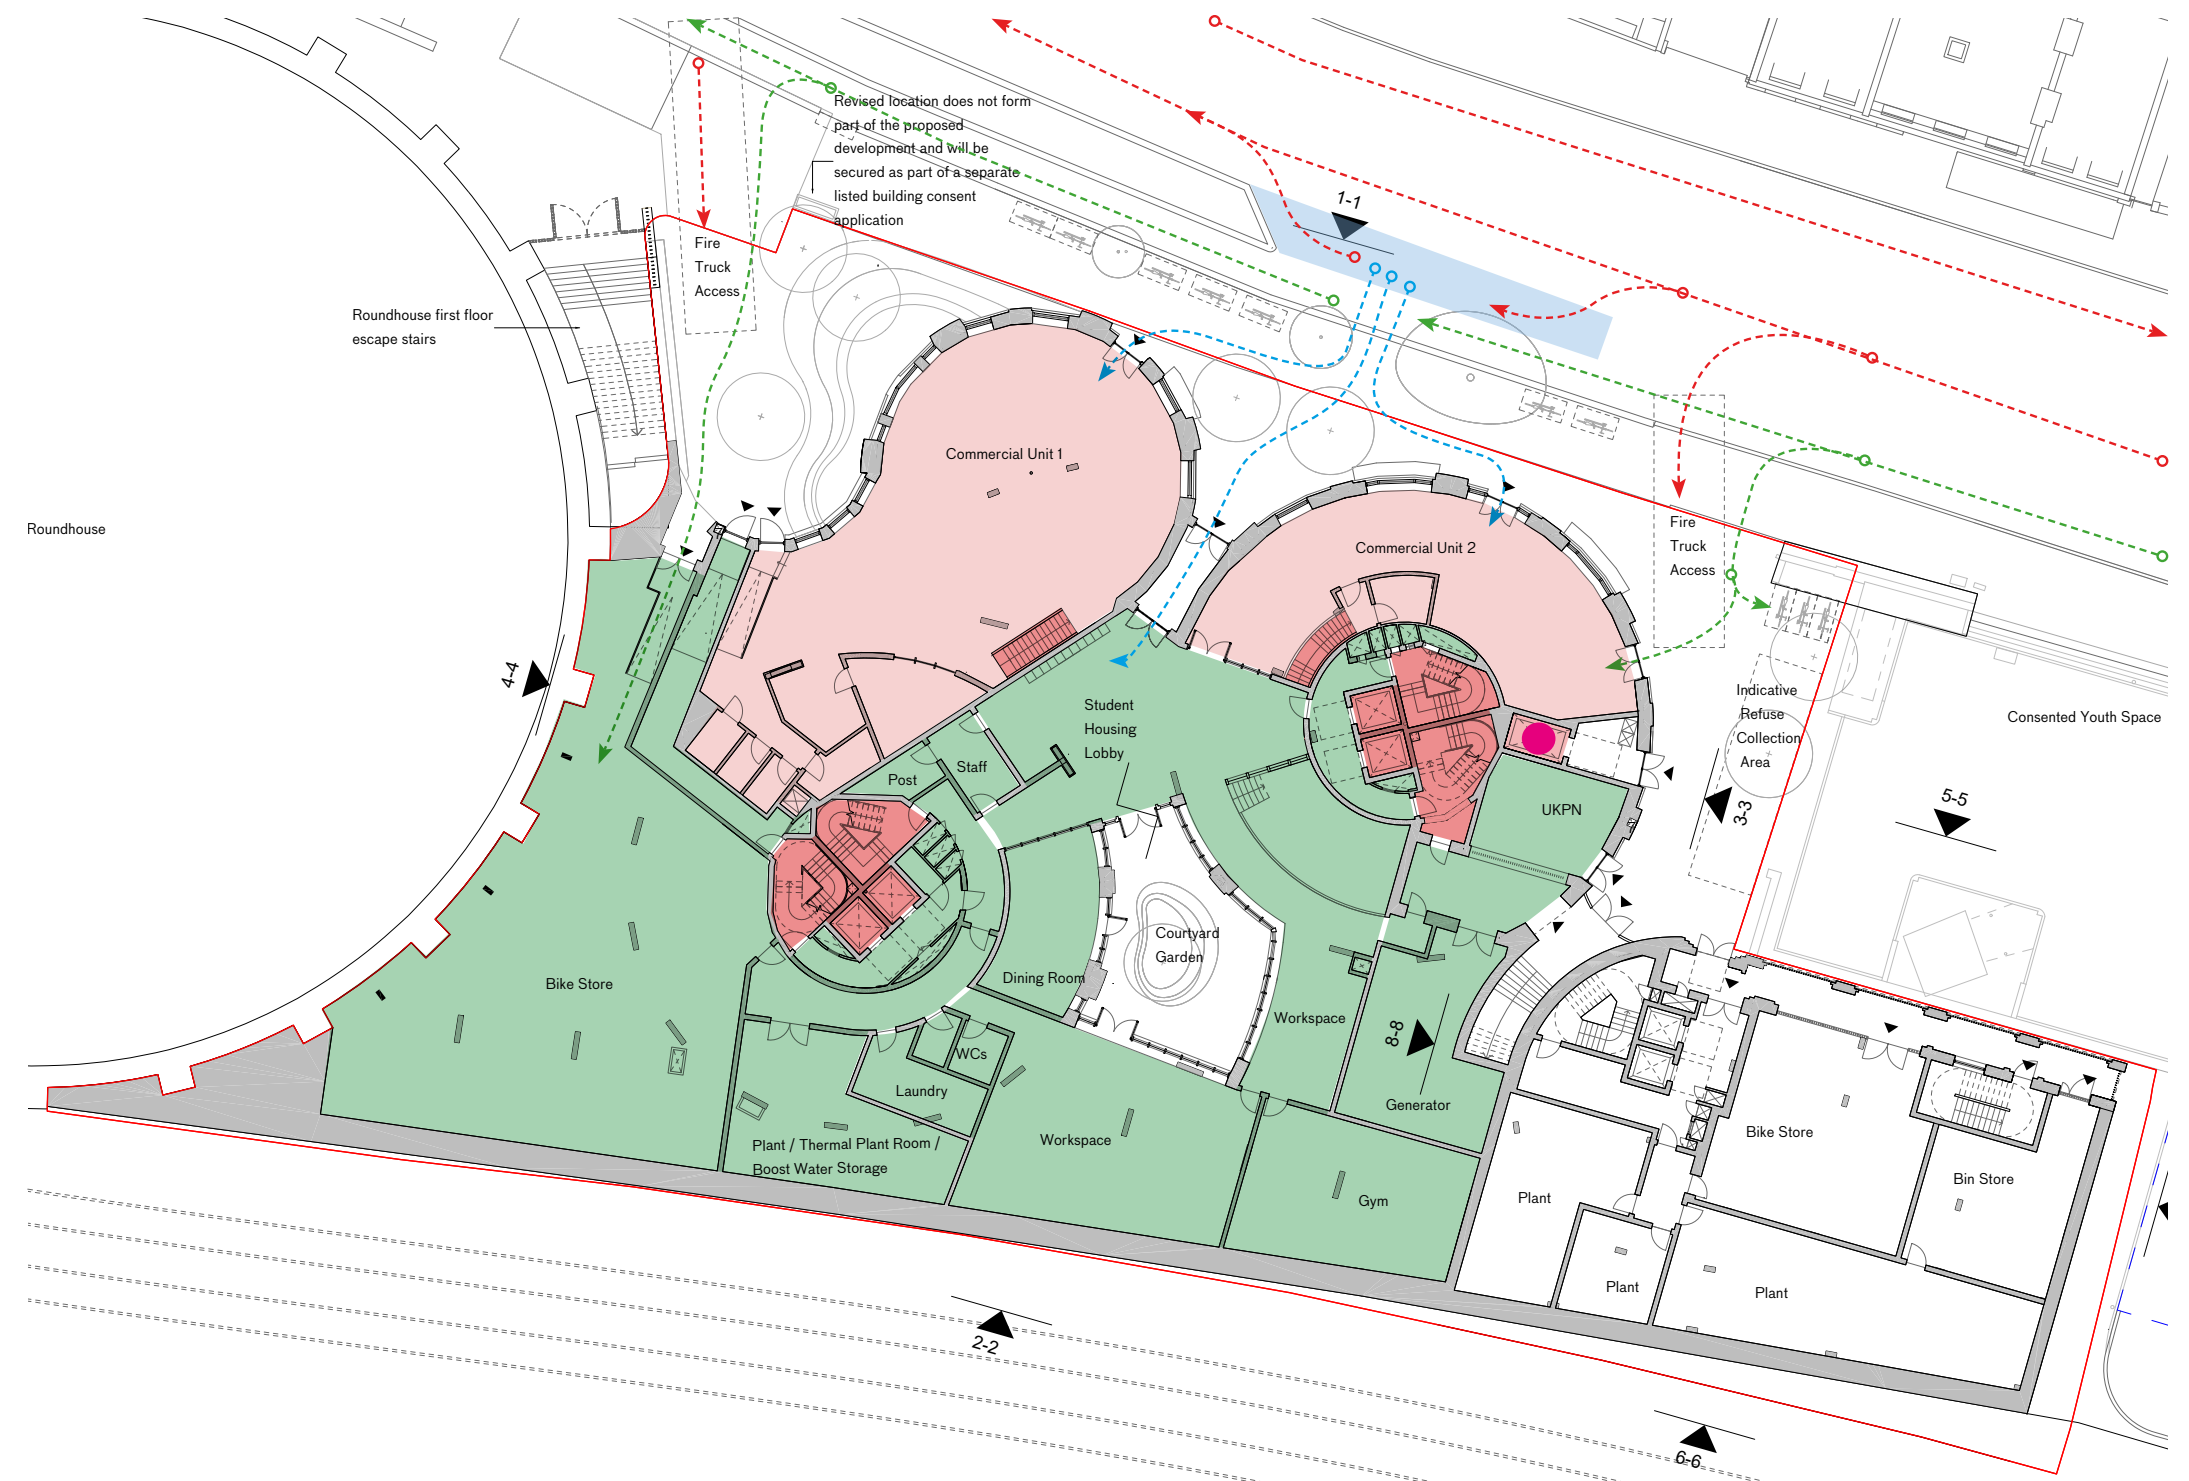 Revised location does not form
part of the proposed
development and will be
secured as part of a separate
listed building consent
application
1-1
Fire
Truck
Access
Roundhouse first floor
escape stairs
Commercial Unit 1
Roundhouse
Commercial Unit 2
Fire
Truck
Access
4-4
Indicative
Refuse
Collection
Area
Consented Youth Space
Student
Housing
Lobby
Staff
Post
UKPN
3-3
5-5
Courtyard
Garden
Dining Room
Bike Store
Workspace
8-8
WCs
Laundry
Generator
Plant / Thermal Plant Room /
Boost Water Storage
Workspace
Bike Store
Bin Store
Gym
Plant
Plant
Plant
2-2
6-6